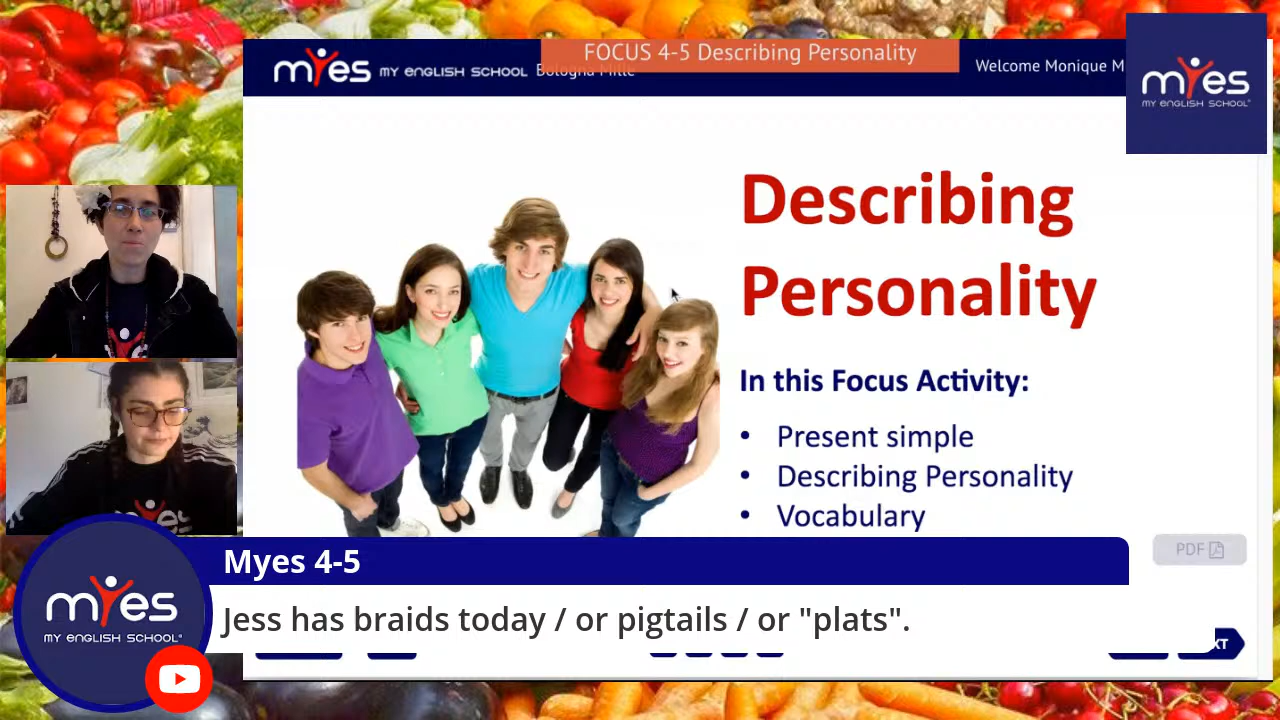 FOCUS 4-5 Describing Personality
myes MY ENGLISH SCHOOL
Welcome Monique M
myes
MY ENGLISH SCHOOL
Describing
Personality
In this Focus Activity:
• Present simple
• Describing Personality
• Vocabulary
PDF
Myes 4-5
Jess has braids today / or pigtails / or "plats".
myes
MY ENGLISH SCHOOL